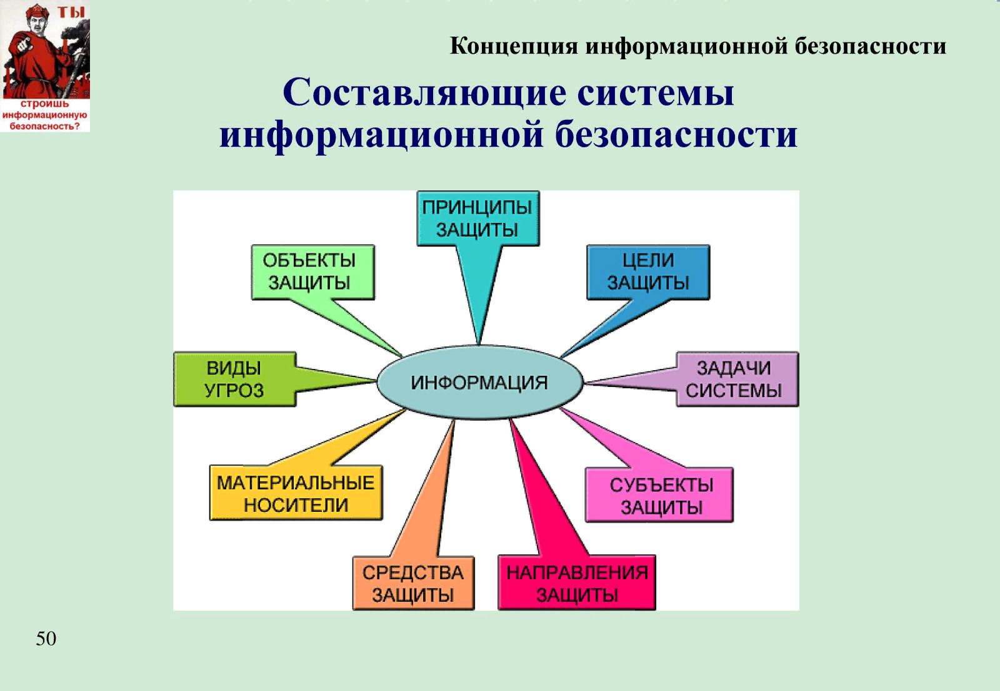 ТЫ
строишь
информационную
безопасность?
Концепция информационной безопасности
Составляющие системы
информационной безопасности
ПРИНЦИПЫ
ЗАЩИТЫ
ОБЪЕКТЫ
ЗАЩИТЫ
ЦЕЛИ
ЗАЩИТЫ
ВИДЫ
УГРОЗ
ИНФОРМАЦИЯ
ЗАДАЧИ
СИСТЕМЫ
МАТЕРИАЛЬНЫЕ
НОСИТЕЛИ
СУБЪЕКТЫ
ЗАЩИТЫ
СРЕДСТВА
ЗАЩИТЫ
НАПРАВЛЕНИЯ
ЗАЩИТЫ
50